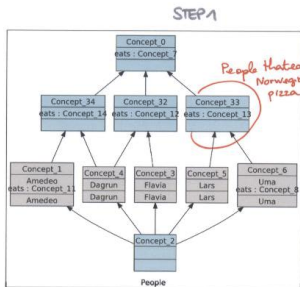 STEP 1
Concept_0
eats : Concept_7
People that eat
Norwegian
pizza
Concept_34
eats : Concept_14
Concept_32
eats : Concept_12
Concept_33
eats : Concept_13
Concept_1
Amedeo
eats : Concept_11
Amedeo
Concept_4
Dagrun
Dagrun
Concept_3
Flavia
Flavia
Concept_5
Lars
Lars
Concept_6
Uma
eats : Concept_8
Uma
Concept_2
People